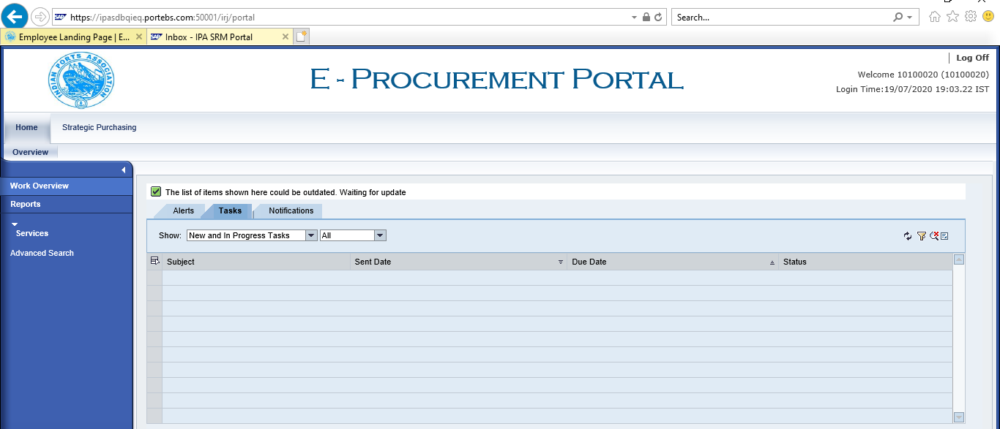 https://ipasdbqieq.portebs.com:50001/irj/portal
Search...
Employee Landing Page | E...
Inbox - IPA SRM Portal
INDIAN PORTS ASSOCIATION
E - PROCUREMENT PORTAL
Log Off
Welcome 10100020 (10100020)
Login Time:19/07/2020 19:03.22 IST
Home Strategic Purchasing
Overview
Work Overview
Reports
Services
Advanced Search
The list of items shown here could be outdated. Waiting for update
Alerts Tasks Notifications
Show: New and In Progress Tasks All
Subject Sent Date Due Date Status